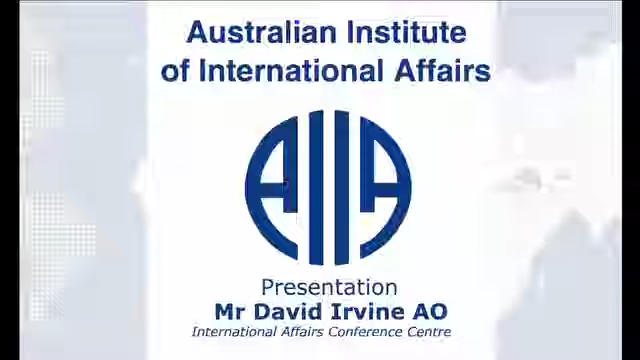 Australian Institute
of International Affairs
AIIA
Presentation
Mr David Irvine AO
International Affairs Conference Centre